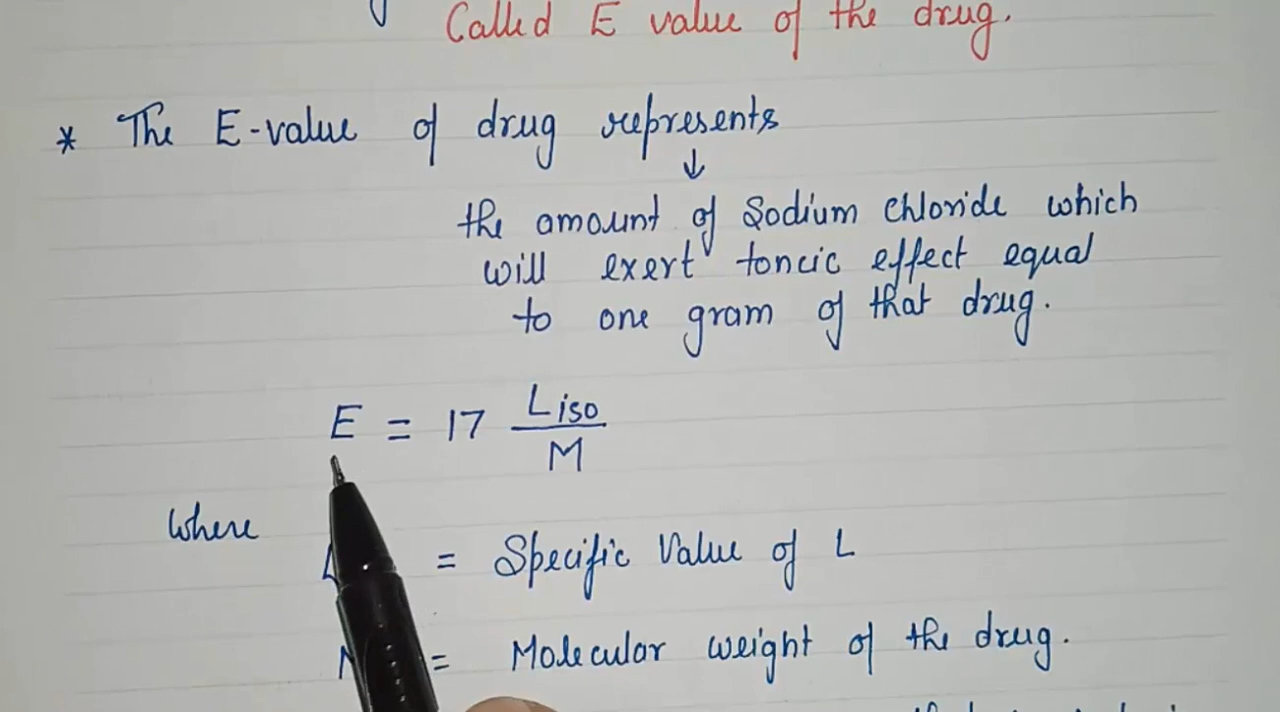 Called E value of the drug.
* The E-value of drug represents
↓
the amount of Sodium Chloride which
will exert toncic effect equal
to one gram of that drug.
E = 17 Liso
M
Where
= Specific Value of L
= Molecular weight of the drug.